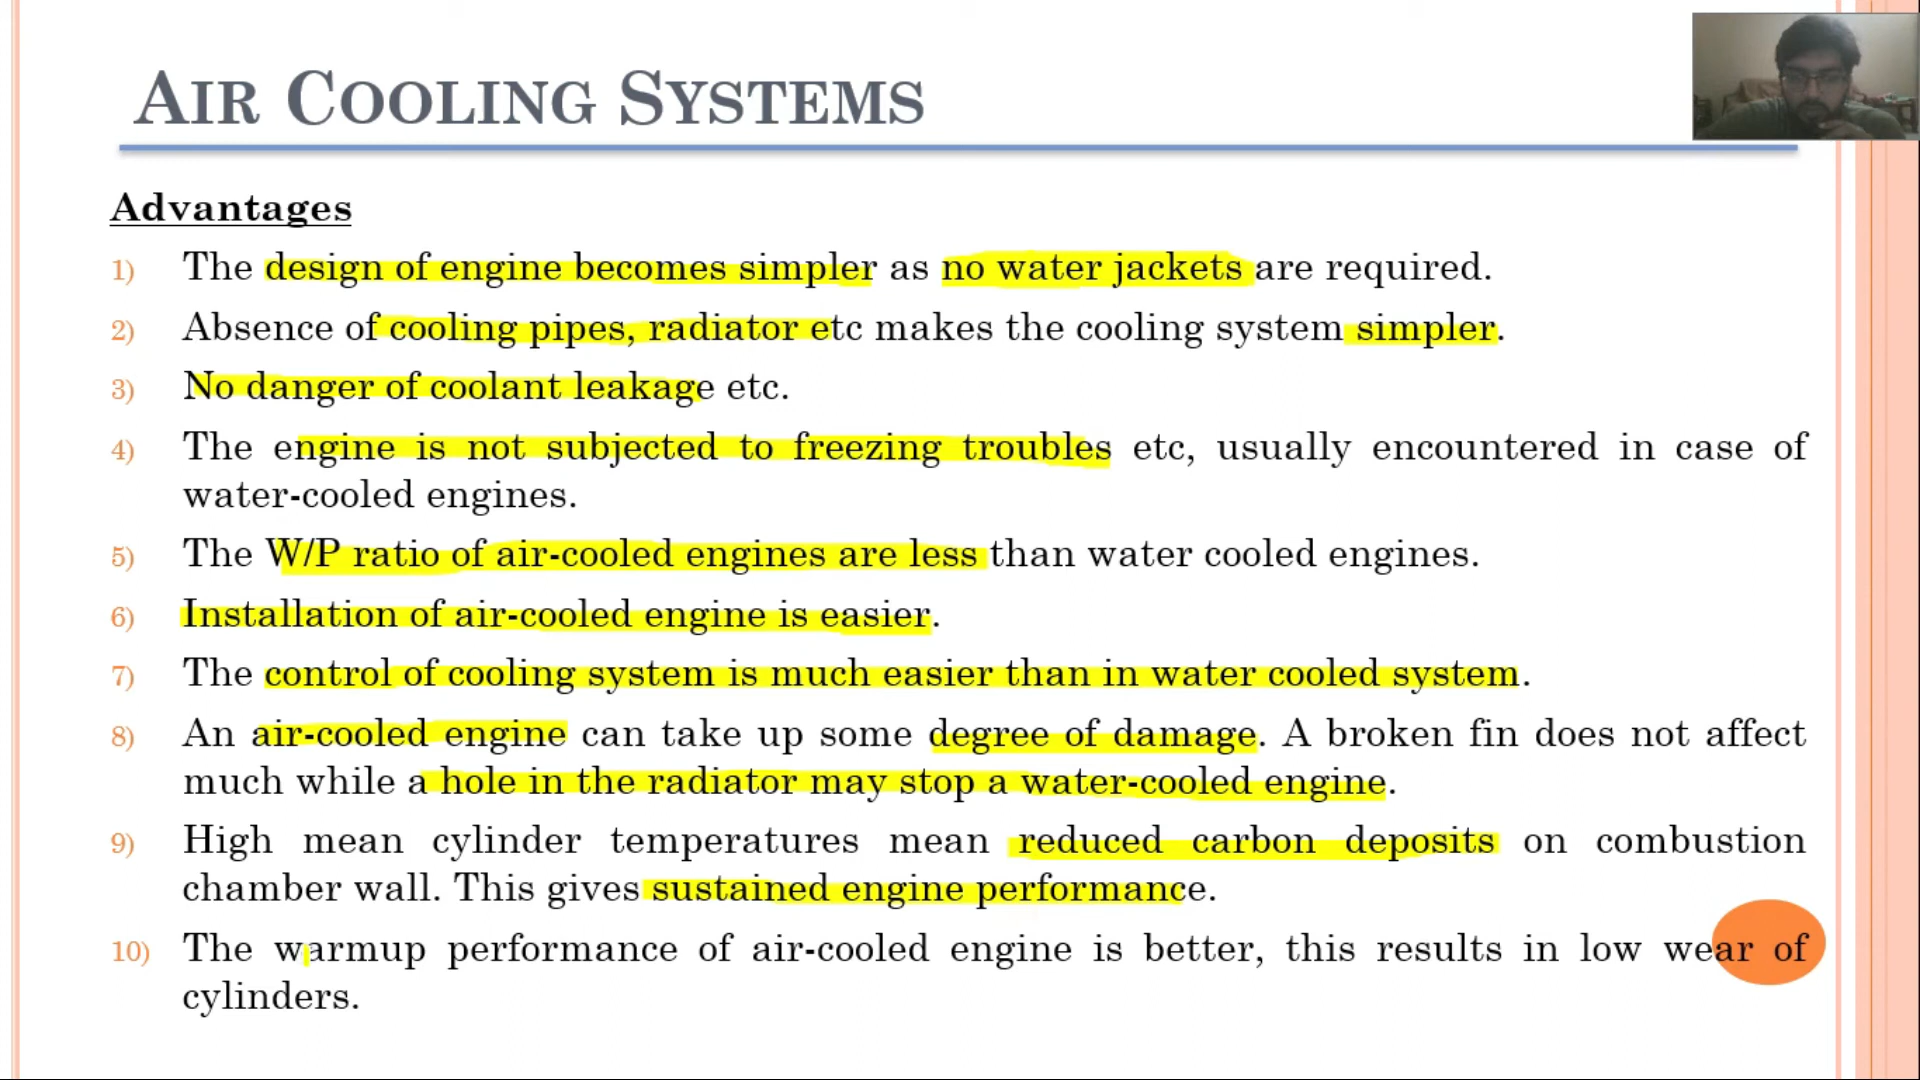 AIR COOLING SYSTEMS
Advantages
1) The design of engine becomes simpler as no water jackets are required.
2) Absence of cooling pipes, radiator etc makes the cooling system simpler.
3) No danger of coolant leakage etc.
4) The engine is not subjected to freezing troubles etc, usually encountered in case of
water-cooled engines.
5) The W/P ratio of air-cooled engines are less than water cooled engines.
6) Installation of air-cooled engine is easier.
7) The control of cooling system is much easier than in water cooled system.
8) An air-cooled engine can take up some degree of damage. A broken fin does not affect
much while a hole in the radiator may stop a water-cooled engine.
9) High mean cylinder temperatures mean reduced carbon deposits on combustion
chamber wall. This gives sustained engine performance.
10) The warmup performance of air-cooled engine is better, this results in low wear of
cylinders.